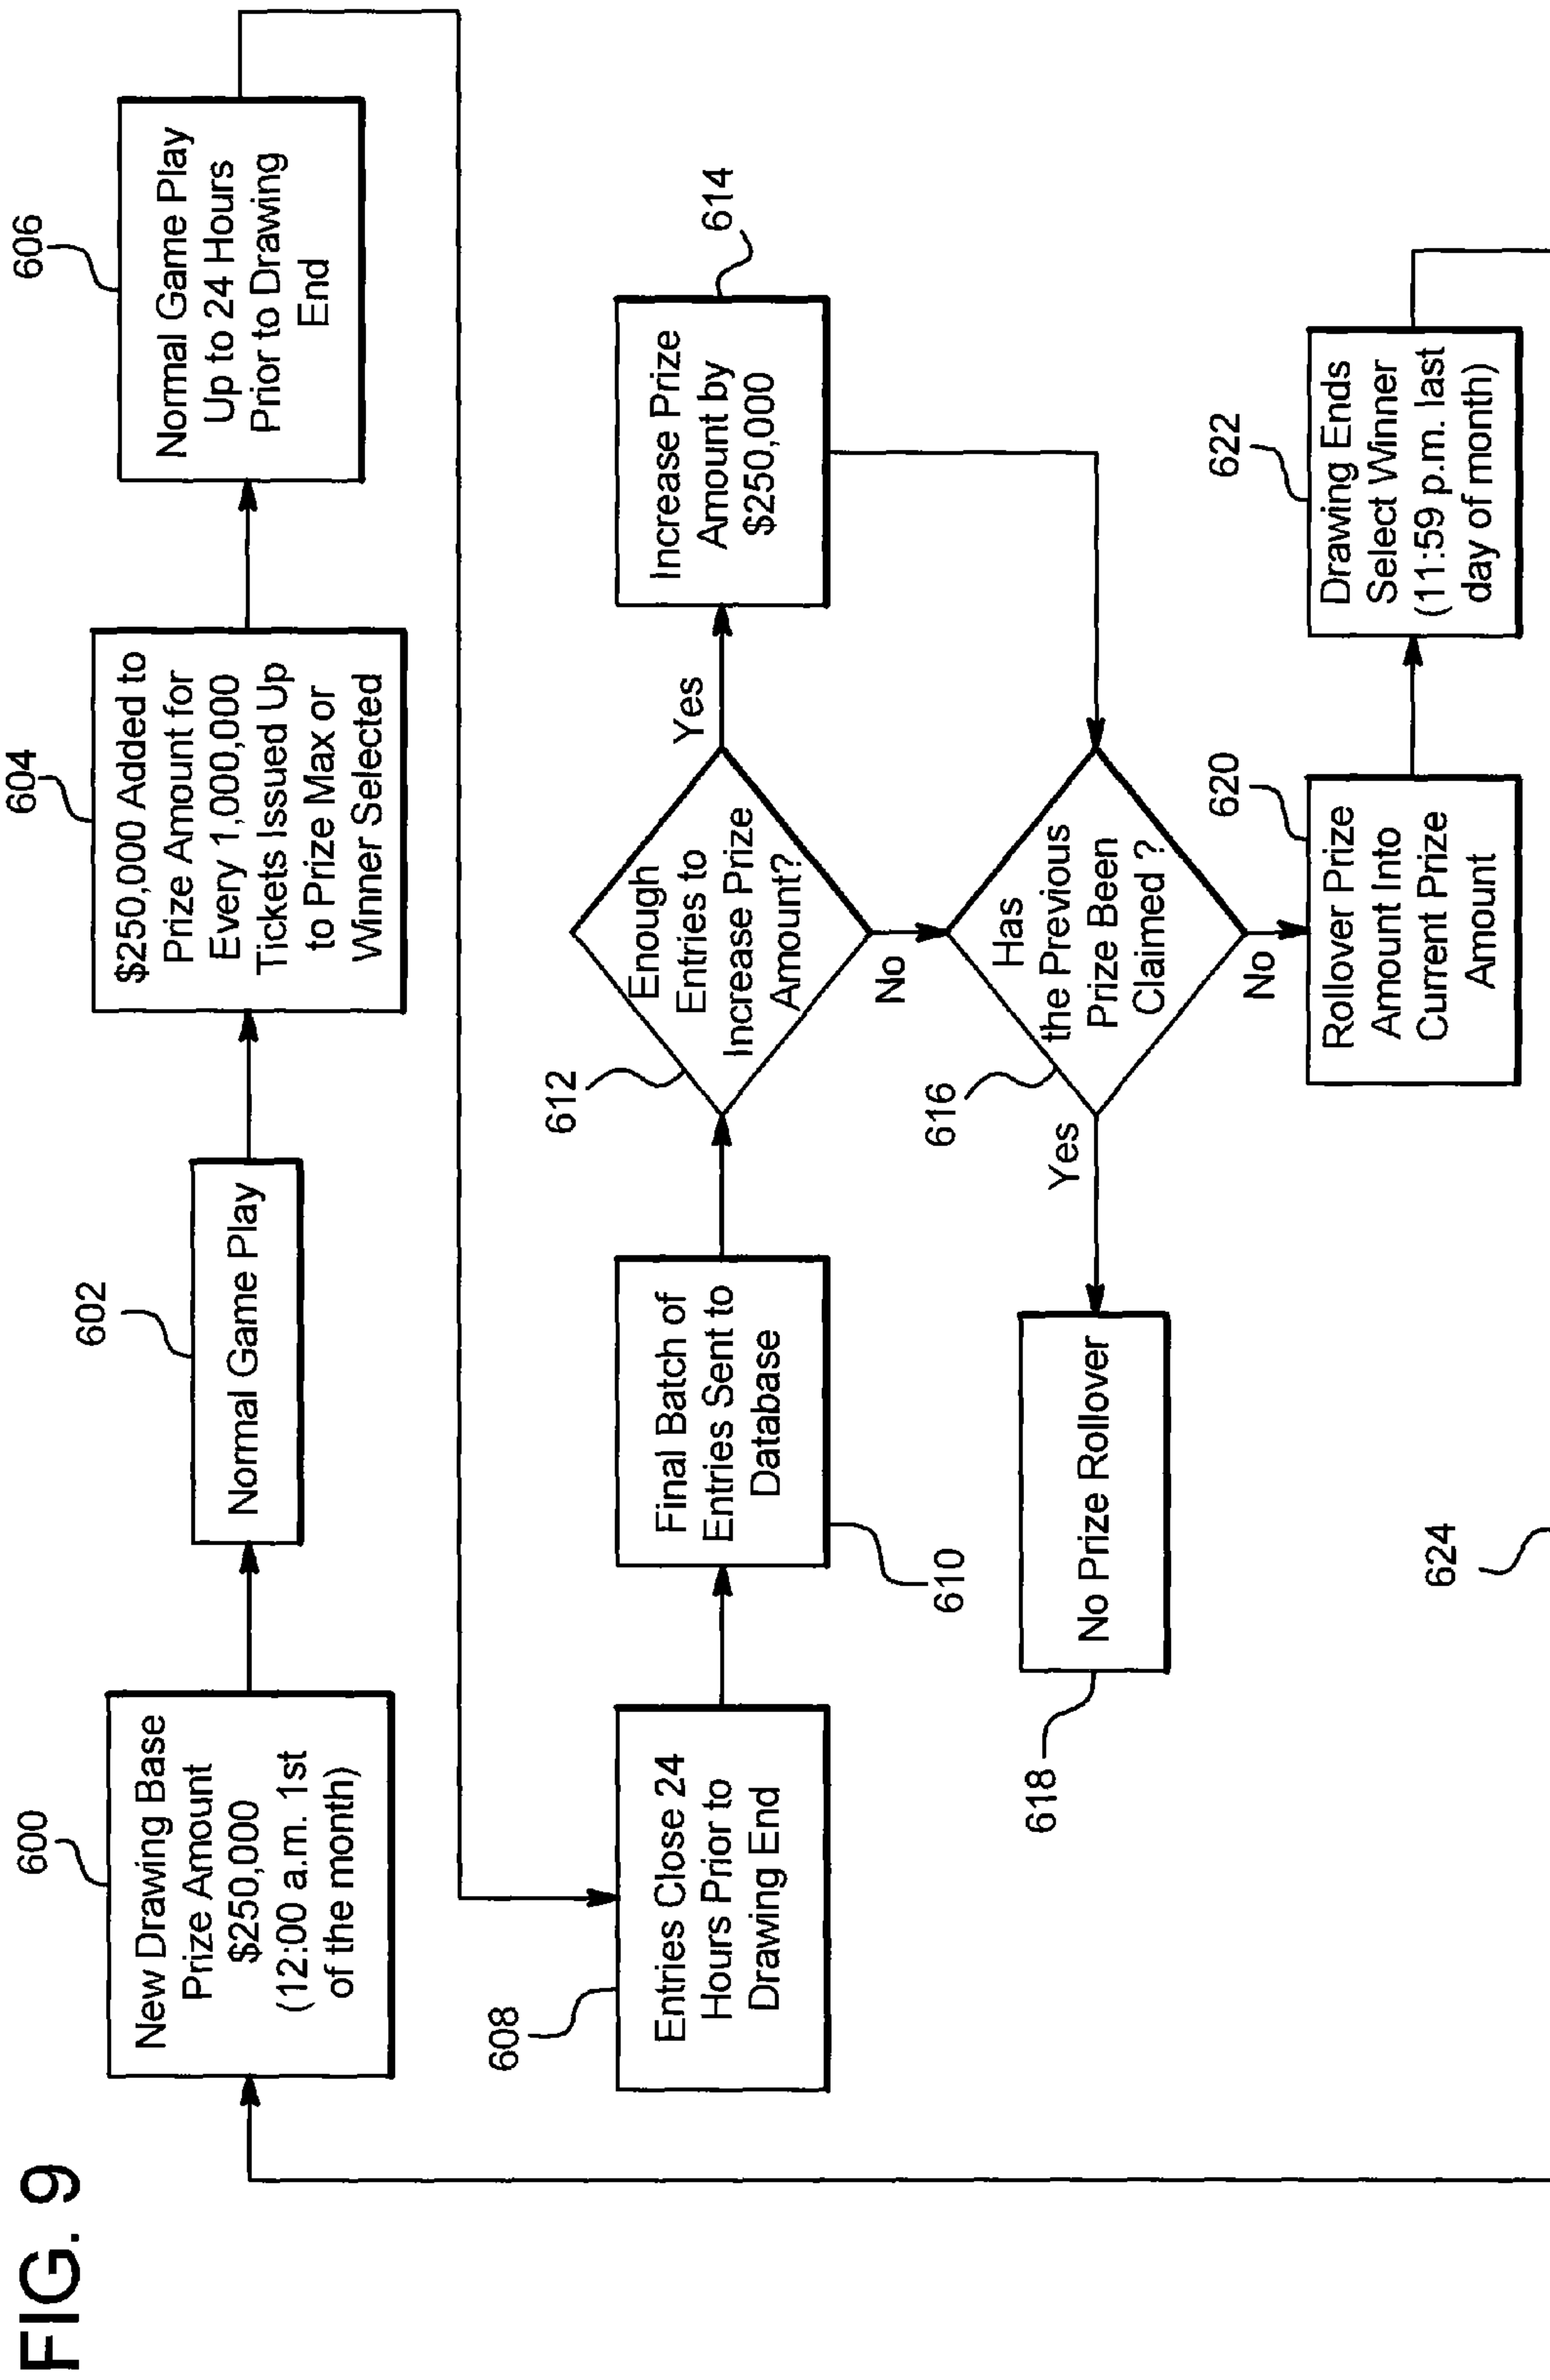 FIG. 9
600
New Drawing Base
Prize Amount
$250,000
(12:00 a.m. 1st
of the month)
602
Normal Game Play
604
$250,000 Added to
Prize Amount for
Every 1,000,000
Tickets Issued Up
to Prize Max or
Winner Selected
606
Normal Game Play
Up to 24 Hours
Prior to Drawing
End
608
Entries Close 24
Hours Prior to
Drawing End
610
Final Batch of
Entries Sent to
Database
612
Enough
Entries to
Increase Prize
Amount?
Yes
No
614
Increase Prize
Amount by
$250,000
616
Has
the Previous
Prize Been
Claimed ?
Yes
No
618
No Prize Rollover
620
Rollover Prize
Amount Into
Current Prize
Amount
622
Drawing Ends
Select Winner
(11:59 p.m. last
day of month)
624